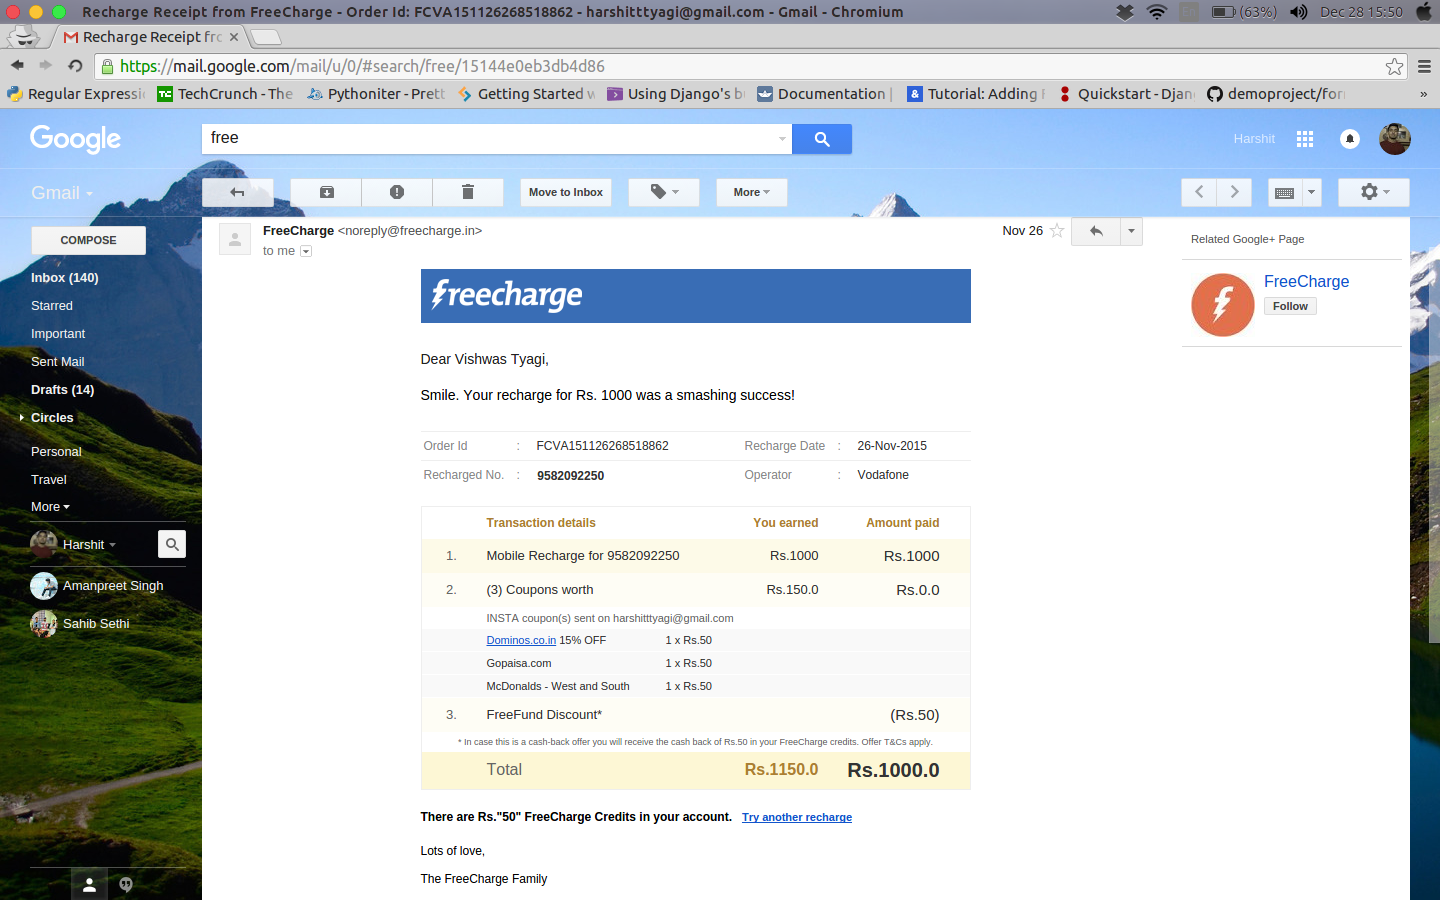 Recharge Receipt from FreeCharge - Order Id: FCVA151126268518862 - harshitttyagi@gmail.com - Gmail - Chromium
(63%) Dec 28 15:50
Recharge Receipt fro
https://mail.google.com/mail/u/0/#search/free/15144e0eb3db4d86
Regular Expressi TechCrunch - The Pythoniter - Prett Getting Started w Using Django's b Documentation | Tutorial: Adding Quickstart - Djan demoproject/for »
Google free Harshit
Gmail Move to Inbox More
COMPOSE
Inbox (140)
Starred
Important
Sent Mail
Drafts (14)
Circles
Personal
Travel
More
Harshit
Amanpreet Singh
Sahib Sethi
FreeCharge <noreply@freecharge.in> Nov 26
to me
freecharge
Dear Vishwas Tyagi,
Smile. Your recharge for Rs. 1000 was a smashing success!
Order Id : FCVA151126268518862 Recharge Date : 26-Nov-2015
Recharged No. : 9582092250 Operator : Vodafone
Transaction details You earned Amount paid
1. Mobile Recharge for 9582092250 Rs.1000 Rs.1000
2. (3) Coupons worth Rs.150.0 Rs.0.0
INSTA coupon(s) sent on harshitttyagi@gmail.com
Dominos.co.in 15% OFF 1 x Rs.50
Gopaisa.com 1 x Rs.50
McDonalds - West and South 1 x Rs.50
3. FreeFund Discount* (Rs.50)
* In case this is a cash-back offer you will receive the cash back of Rs.50 in your FreeCharge credits. Offer T&Cs apply.
Total Rs.1150.0 Rs.1000.0
There are Rs."50" FreeCharge Credits in your account. Try another recharge
Lots of love,
The FreeCharge Family
Related Google+ Page
FreeCharge
Follow